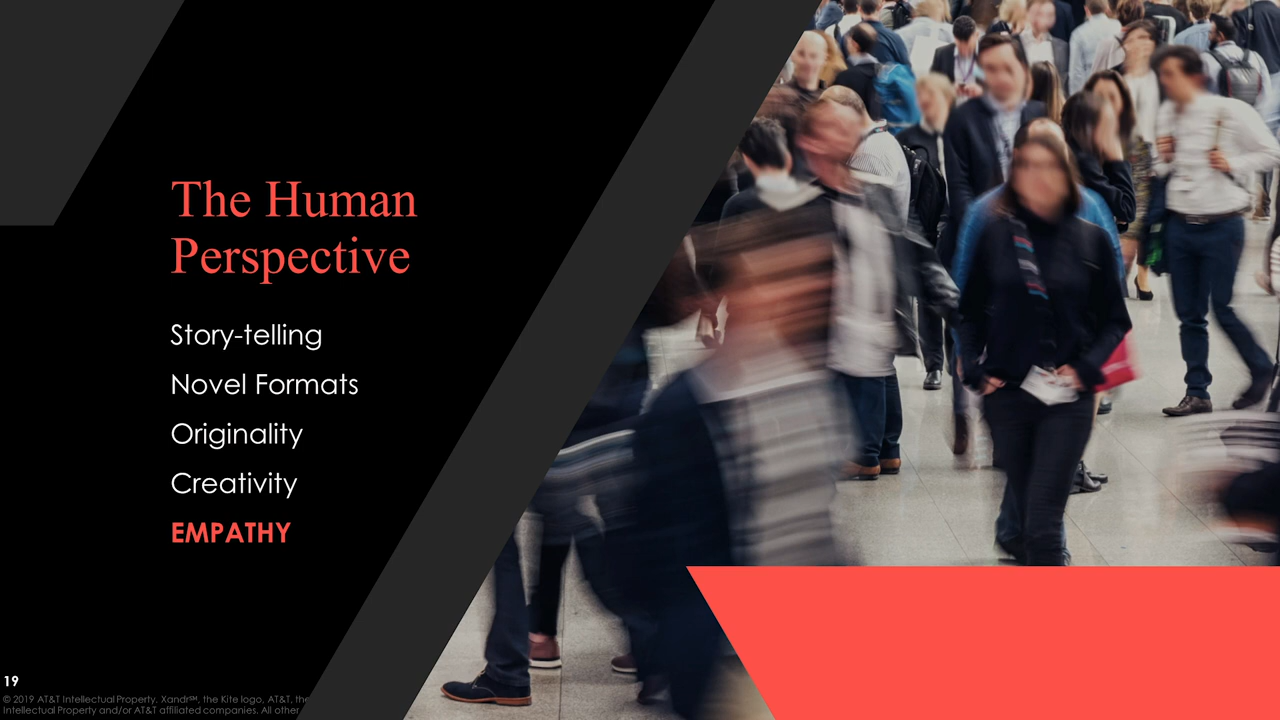 The Human
Perspective
Story-telling
Novel Formats
Originality
Creativity
EMPATHY
19
© 2019 AT&T Intellectual Property. Xandr℠, the Kite logo, AT&T, the
Intellectual Property and/or AT&T affiliated companies. All other